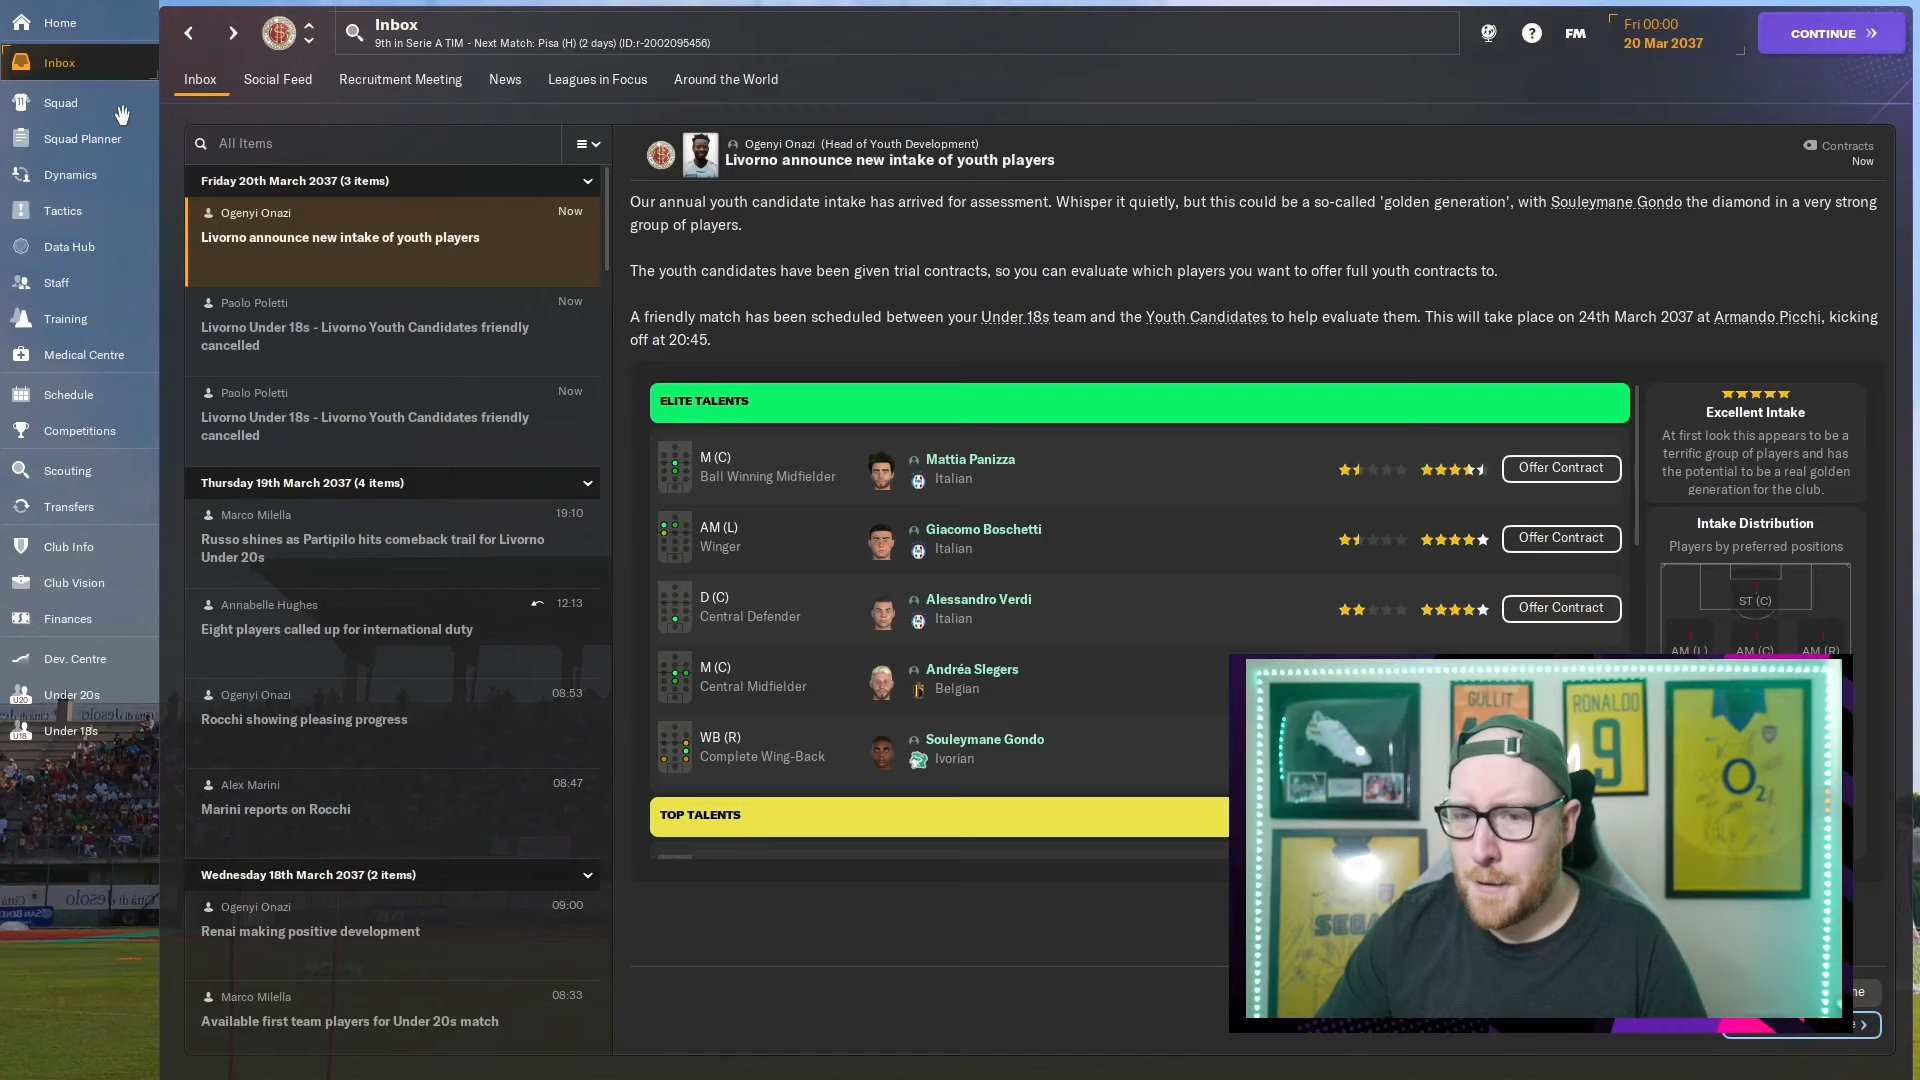 Home
Inbox
Squad
Squad Planner
Dynamics
Tactics
Data Hub
Staff
Training
Medical Centre
Schedule
Competitions
Scouting
Transfers
Club Info
Club Vision
Finances
Dev. Centre
U20
Under 20s
U18
Under 18s
Inbox
9th in Serie A TIM - Next Match: Pisa (H) (2 days) (ID:r-2002095456)
FM
Fri 00:00
20 Mar 2037
CONTINUE
Inbox
Social Feed
Recruitment Meeting
News
Leagues in Focus
Around the World
All Items
Friday 20th March 2037 (3 items)
Ogenyi Onazi
Now
Livorno announce new intake of youth players
Paolo Poletti
Now
Livorno Under 18s - Livorno Youth Candidates friendly
cancelled
Paolo Poletti
Now
Livorno Under 18s - Livorno Youth Candidates friendly
cancelled
Thursday 19th March 2037 (4 items)
Marco Milella
19:10
Russo shines as Partipilo hits comeback trail for Livorno
Under 20s
Annabelle Hughes
12:13
Eight players called up for international duty
Ogenyi Onazi
08:53
Rocchi showing pleasing progress
Alex Marini
08:47
Marini reports on Rocchi
Wednesday 18th March 2037 (2 items)
Ogenyi Onazi
09:00
Renai making positive development
Marco Milella
08:33
Available first team players for Under 20s match
Ogenyi Onazi (Head of Youth Development)
Livorno announce new intake of youth players
Contracts
Now
Our annual youth candidate intake has arrived for assessment. Whisper it quietly, but this could be a so-called 'golden generation', with Souleymane Gondo the diamond in a very strong
group of players.
The youth candidates have been given trial contracts, so you can evaluate which players you want to offer full youth contracts to.
A friendly match has been scheduled between your Under 18s team and the Youth Candidates to help evaluate them. This will take place on 24th March 2037 at Armando Picchi, kicking
off at 20:45.
ELITE TALENTS
M (C)
Ball Winning Midfielder
Mattia Panizza
Italian
Offer Contract
AM (L)
Winger
Giacomo Boschetti
Italian
Offer Contract
D (C)
Central Defender
Alessandro Verdi
Italian
Offer Contract
M (C)
Central Midfielder
Andréa Slegers
Belgian
WB (R)
Complete Wing-Back
Souleymane Gondo
Ivorian
TOP TALENTS
Excellent Intake
At first look this appears to be a
terrific group of players and has
the potential to be a real golden
generation for the club.
Intake Distribution
Players by preferred positions
1
ST (C)
1
1
1
AM (L)
AM (C)
AM (R)
GULLIT
RONALDO
9
O2
SEGA